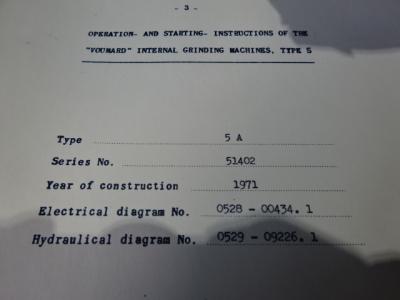 - 3 -
OPERATION- AND STARTING- INSTRUCTIONS OF THE
"VOUMARD" INTERNAL GRINDING MACHINES, TYPE 5
Type 5 A
Series No. 51402
Year of construction 1971
Electrical diagram No. 0528 - 00434.1
Hydraulical diagram No. 0529 - 09226.1